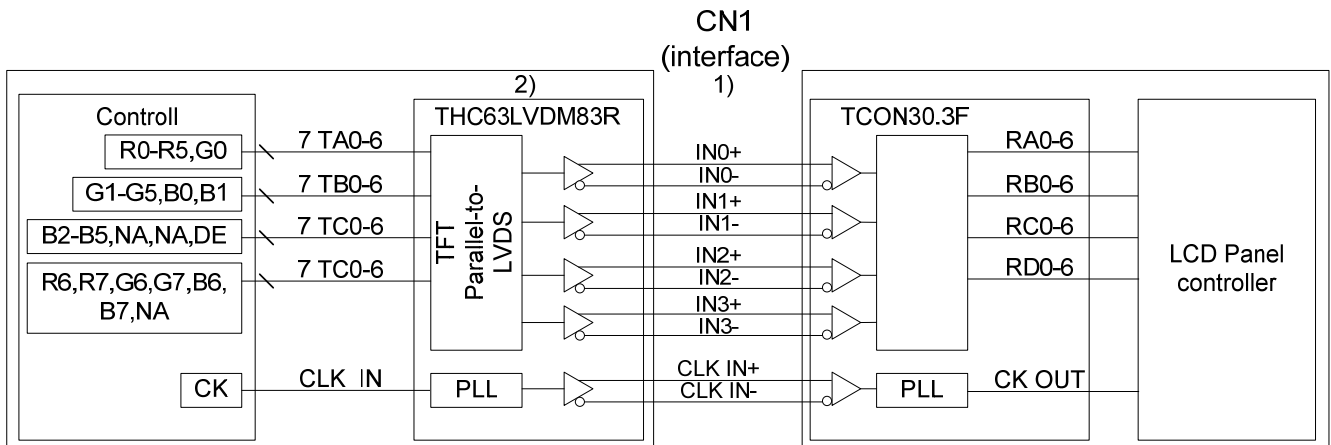 CN1
(interface)
1)
2)
Controll
THC63LVDM83R
TCON30.3F
R0-R5,G0
7 TA0-6
G1-G5,B0,B1
7 TB0-6
B2-B5,NA,NA,DE
7 TC0-6
R6,R7,G6,G7,B6,
B7,NA
7 TC0-6
CK
CLK IN
TFT
Parallel-to-
LVDS
PLL
IN0+
IN0-
IN1+
IN1-
IN2+
IN2-
IN3+
IN3-
CLK IN+
CLK IN-
PLL
RA0-6
RB0-6
RC0-6
RD0-6
CK OUT
LCD Panel
controller